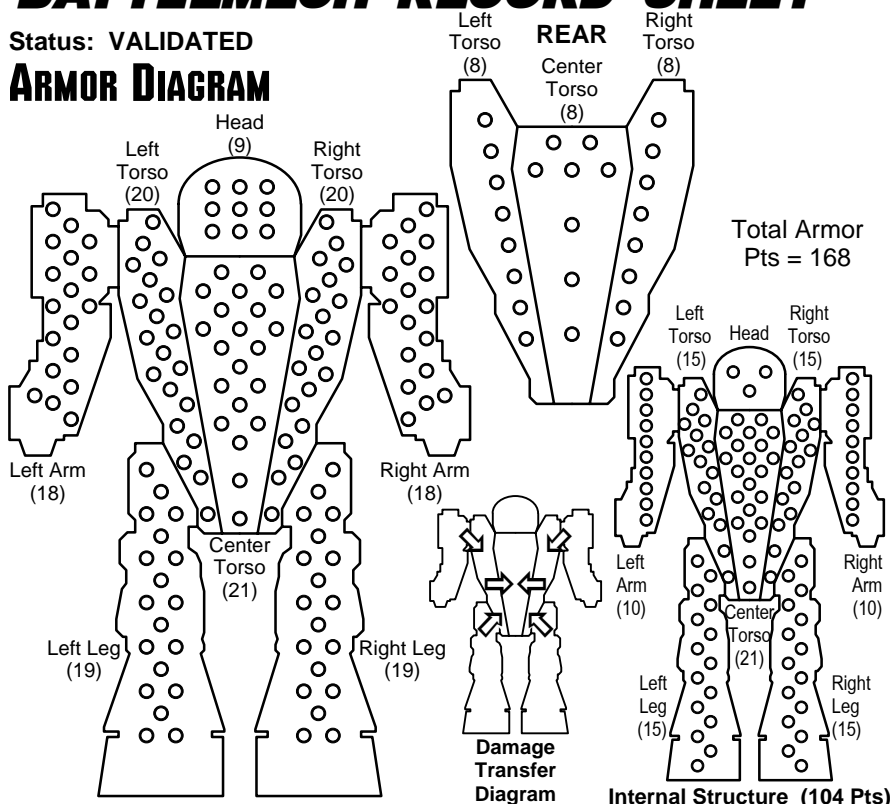 BATTLEMECH RECORD SHEET
Status: VALIDATED
ARMOR DIAGRAM
Head
(9)
Left
Torso
(20)
Right
Torso
(20)
Left Arm
(18)
Right Arm
(18)
Center
Torso
(21)
Left Leg
(19)
Right Leg
(19)
REAR
Left
Torso
(8)
Center
Torso
(8)
Right
Torso
(8)
Total Armor
Pts = 168
Damage
Transfer
Diagram
Left
Torso
(15)
Head
Right
Torso
(15)
Left
Arm
(10)
Right
Arm
(10)
Center
Torso
(21)
Left
Leg
(15)
Right
Leg
(15)
Internal Structure (104 Pts)